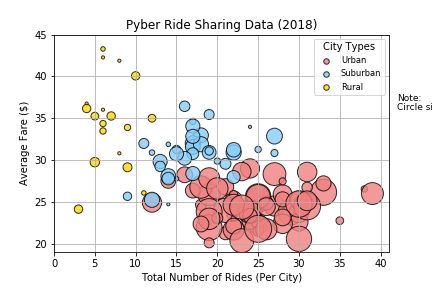 Pyber Ride Sharing Data (2018)
City Types
Urban
Suburban
Rural
Note:
Circle si
Average Fare ($)
45
40
35
30
25
20
0 5 10 15 20 25 30 35 40
Total Number of Rides (Per City)